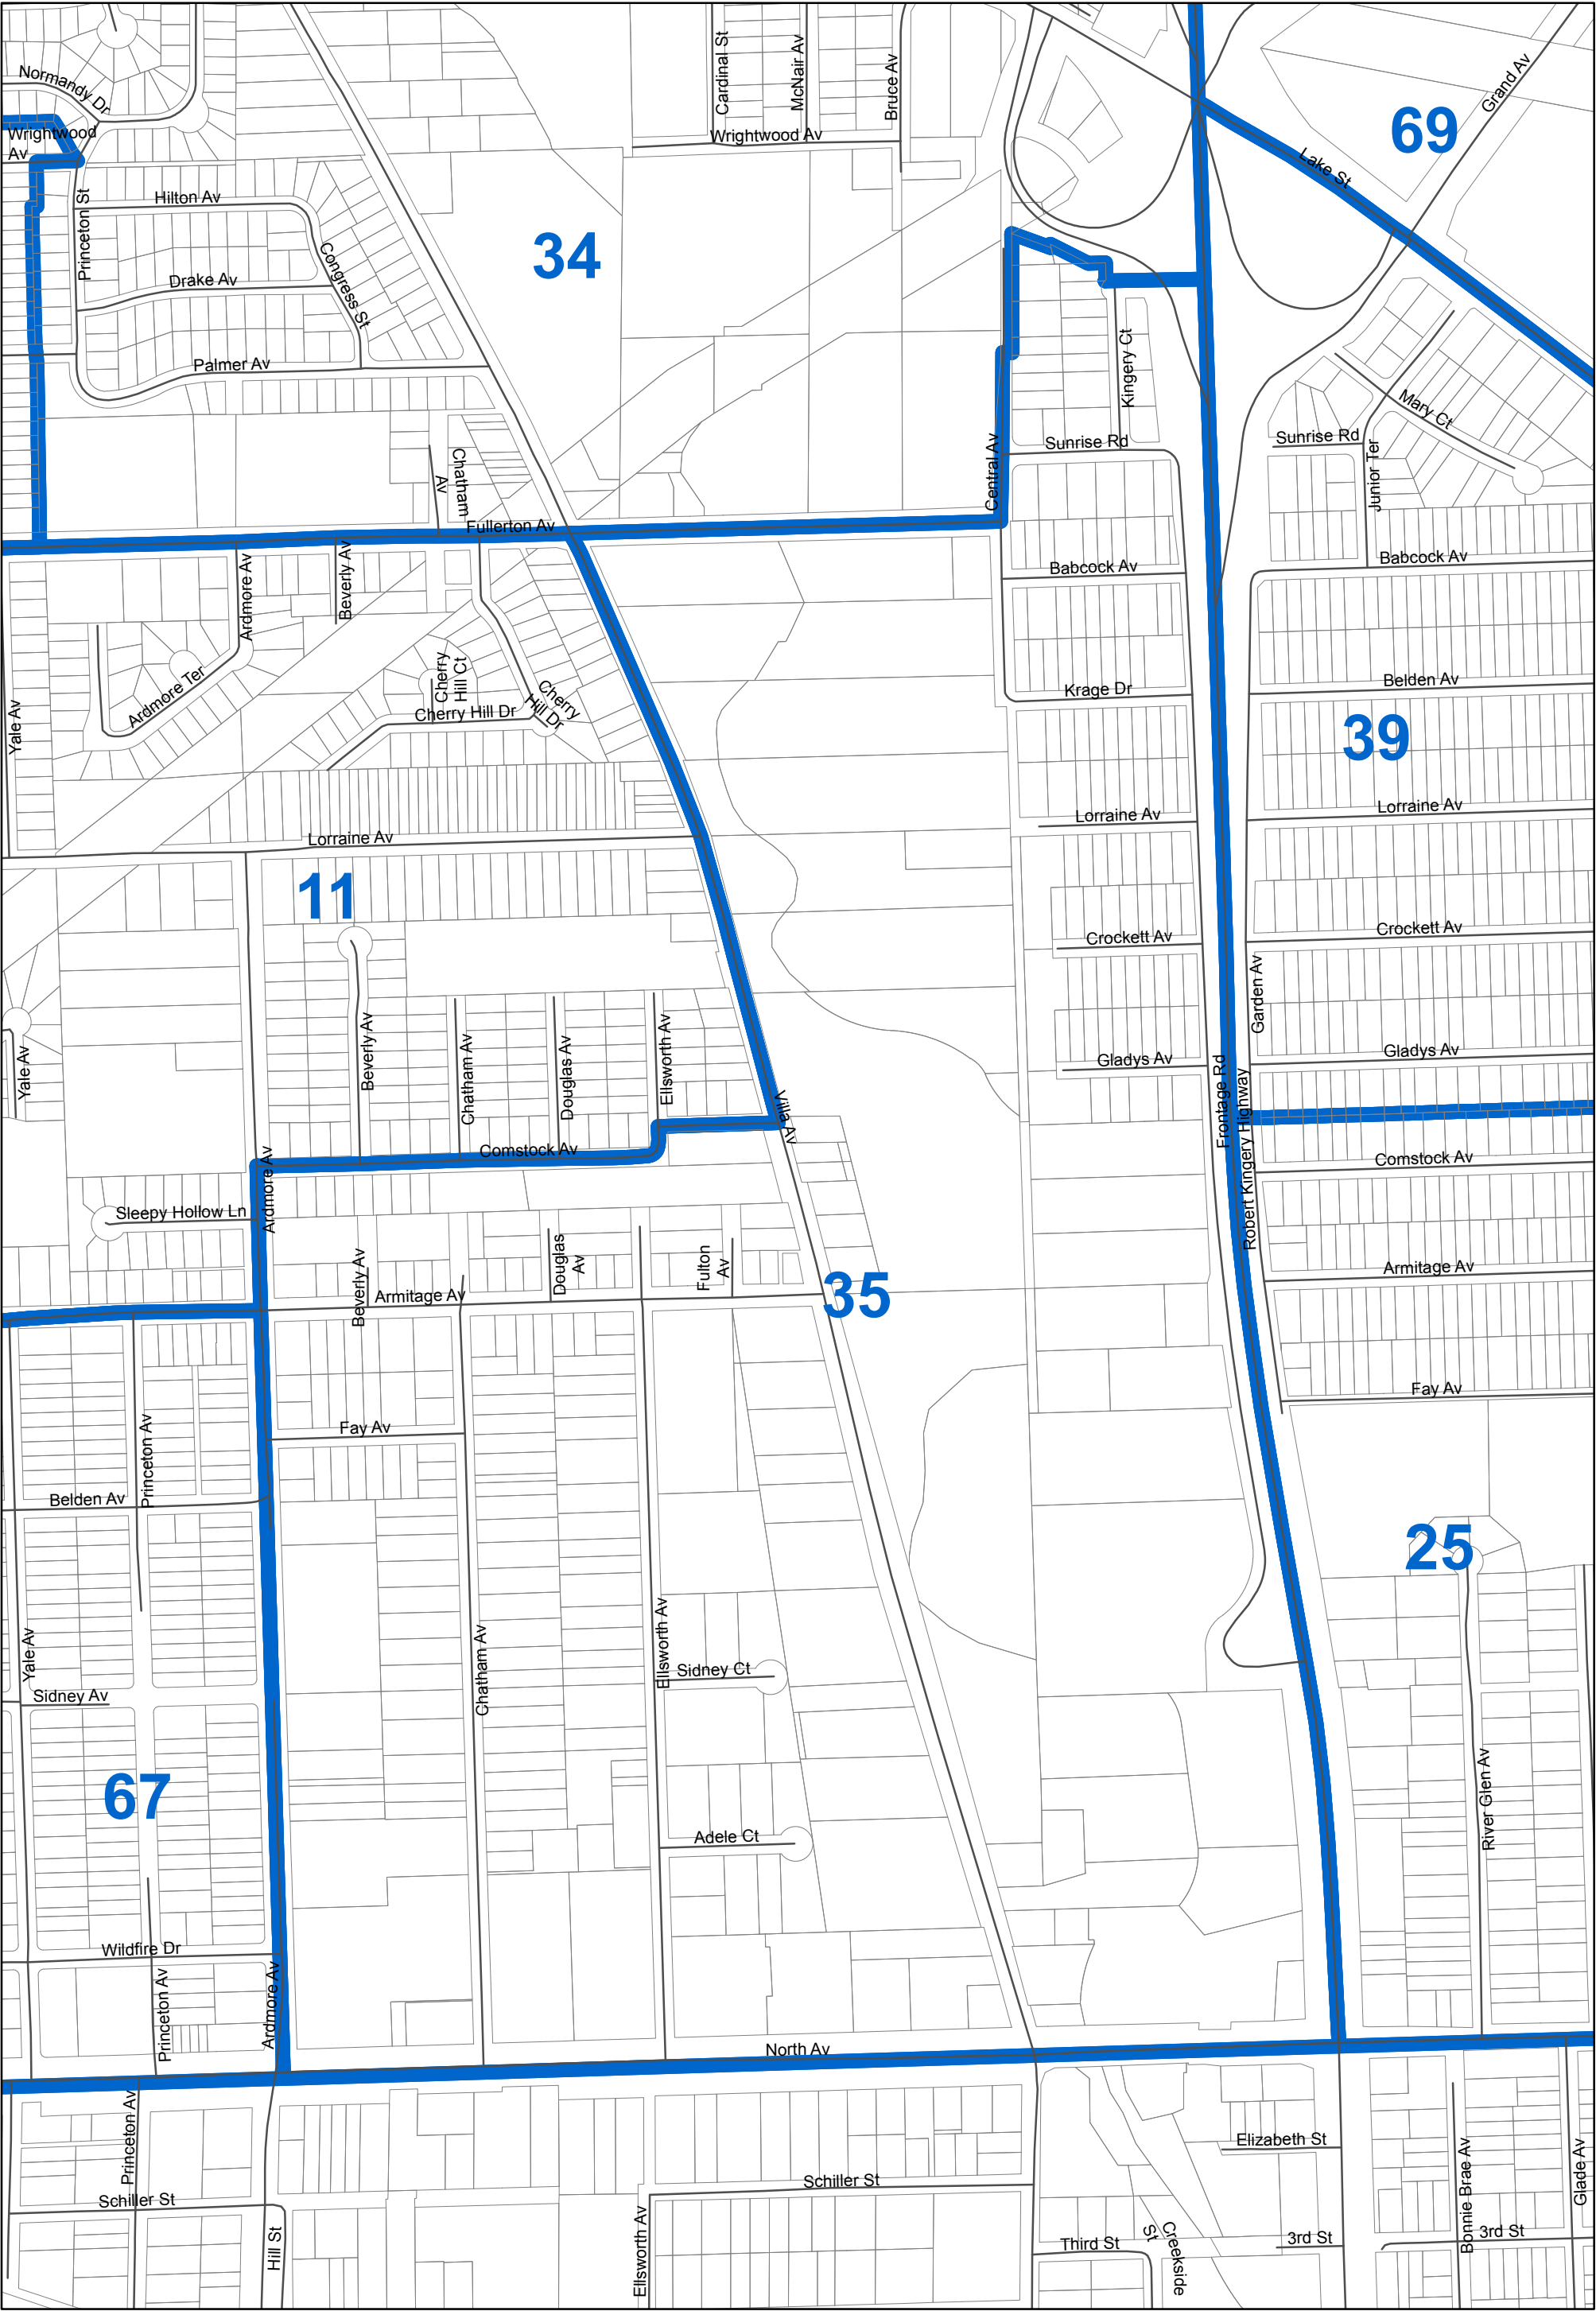 Normandy Dr
Wrightwood
Av
Princeton St
Hilton Av
Drake Av
Congress St
Palmer Av
Cardinal St
McNair Av
Bruce Av
Wrightwood Av
34
69
Grand Av
Lake St
Kingery Ct
Central Av
Sunrise Rd
Sunrise Rd
Mary Ct
Junior Ter
Chatham
Av
Fullerton Av
Babcock Av
Babcock Av
Ardmore Av
Beverly Av
Ardmore Ter
Yale Av
Cherry
Hill Ct
Cherry Hill Dr
Cherry
Hill Dr
Krage Dr
Belden Av
39
Lorraine Av
Lorraine Av
Lorraine Av
11
Crockett Av
Crockett Av
Garden Av
Gladys Av
Gladys Av
Yale Av
Beverly Av
Chatham Av
Douglas Av
Ellsworth Av
Villa Av
Frontage Rd
Robert Kingery Highway
Comstock Av
Comstock Av
Ardmore Av
Sleepy Hollow Ln
Beverly Av
Douglas
Av
Fulton
Av
Armitage Av
Armitage Av
35
Fay Av
Fay Av
Princeton Av
Belden Av
25
Yale Av
Sidney Av
Chatham Av
Ellsworth Av
Sidney Ct
67
River Glen Av
Adele Ct
Wildfire Dr
Princeton Av
Ardmore Av
North Av
Princeton Av
Schiller St
Hill St
Ellsworth Av
Schiller St
Elizabeth St
Third St
Creekside
St
3rd St
Bonnie Brae Av
3rd St
Glade Av